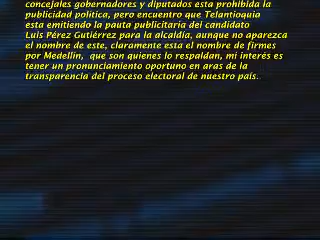 concejales gobernadores y diputados esta prohibida la
publicidad política, pero encuentro que Telantioquia
esta emitiendo la pauta publicitaria del candidato
Luis Pérez Gutiérrez para la alcaldía, aunque no aparezca
el nombre de este, claramente esta el nombre de firmes
por Medellín,  que son quienes lo respaldan, mi interés es
tener un pronunciamiento oportuno en aras de la
transparencia del proceso electoral de nuestro país.